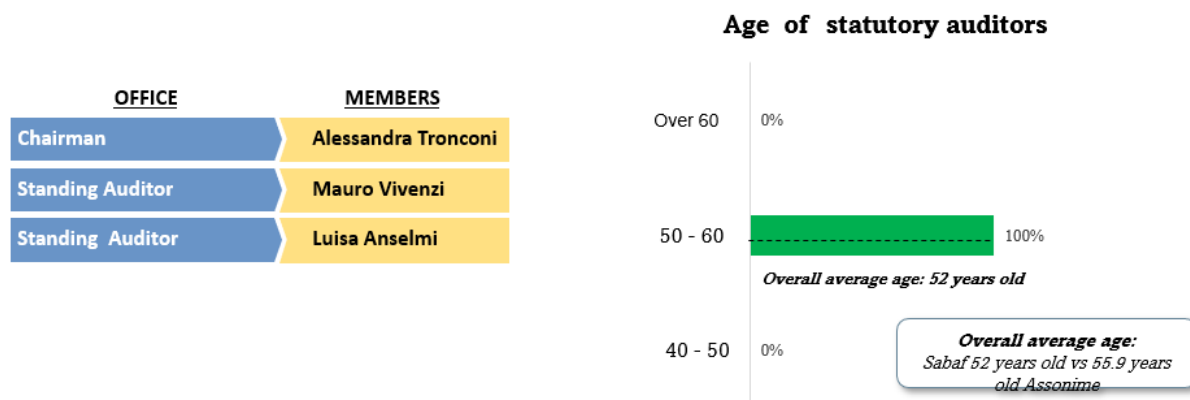 Age of statutory auditors
OFFICE MEMBERS
Chairman Alessandra Tronconi
Standing Auditor Mauro Vivenzi
Standing Auditor Luisa Anselmi
Over 60 0%
50 - 60 100%
Overall average age: 52 years old
40 - 50 0%
Overall average age:
Sabaf 52 years old vs 55.9 years
old Assonime